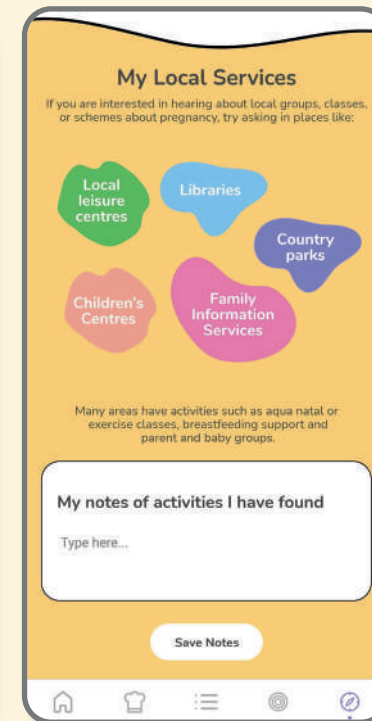 My Local Services
If you are interested in hearing about local groups, classes,
or schemes about pregnancy, try asking in places like:
Local
leisure
centres
Libraries
Country
parks
Children's
Centres
Family
Information
Services
Many areas have activities such as aqua natal or
exercise classes, breastfeeding support and
parent and baby groups.
My notes of activities I have found
Type here...
Save Notes